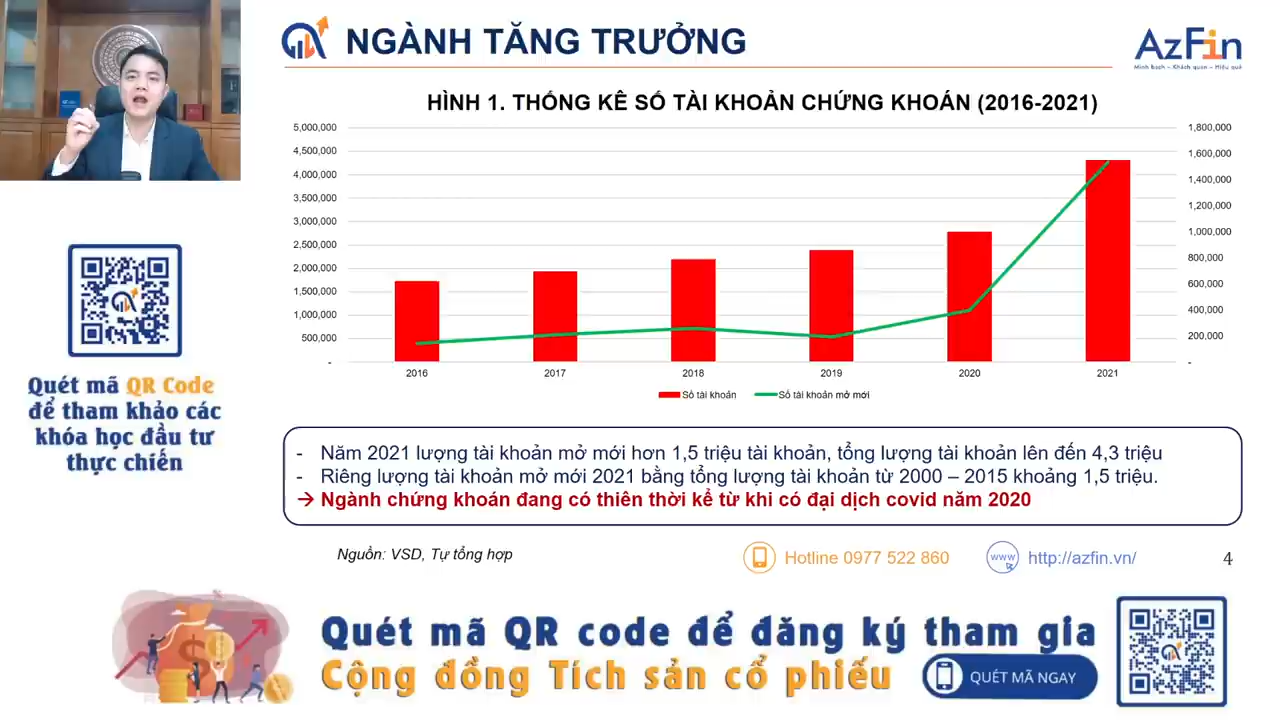 NGÀNH TĂNG TRƯỞNG
AzFin
Minh bạch – Khách quan – Hiệu quả
HÌNH 1. THỐNG KÊ SỐ TÀI KHOẢN CHỨNG KHOÁN (2016-2021)
5,000,000
4,500,000
4,000,000
3,500,000
3,000,000
2,500,000
2,000,000
1,500,000
1,000,000
500,000
-
1,800,000
1,600,000
1,400,000
1,200,000
1,000,000
800,000
600,000
400,000
200,000
-
2016 2017 2018 2019 2020 2021
Số tài khoản Số tài khoản mở mới
Quét mã QR Code
để tham khảo các
khóa học đầu tư
thực chiến
- Năm 2021 lượng tài khoản mở mới hơn 1,5 triệu tài khoản, tổng lượng tài khoản lên đến 4,3 triệu
- Riêng lượng tài khoản mở mới 2021 bằng tổng lượng tài khoản từ 2000 – 2015 khoảng 1,5 triệu.
→ Ngành chứng khoán đang có thiên thời kể từ khi có đại dịch covid năm 2020
Nguồn: VSD, Tự tổng hợp
Hotline 0977 522 860
www
http://azfin.vn/
4
Quét mã QR code để đăng ký tham gia
Cộng đồng Tích sản cổ phiếu
QUÉT MÃ NGAY